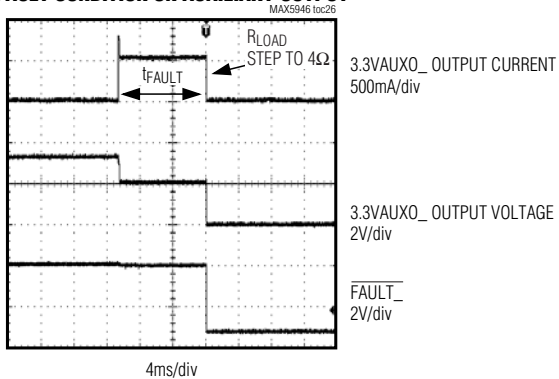 MAX5946 toc26
RLOAD
STEP TO 4Ω
tFAULT
3.3VAUXO_ OUTPUT CURRENT
500mA/div
3.3VAUXO_ OUTPUT VOLTAGE
2V/div
FAULT_
2V/div
4ms/div